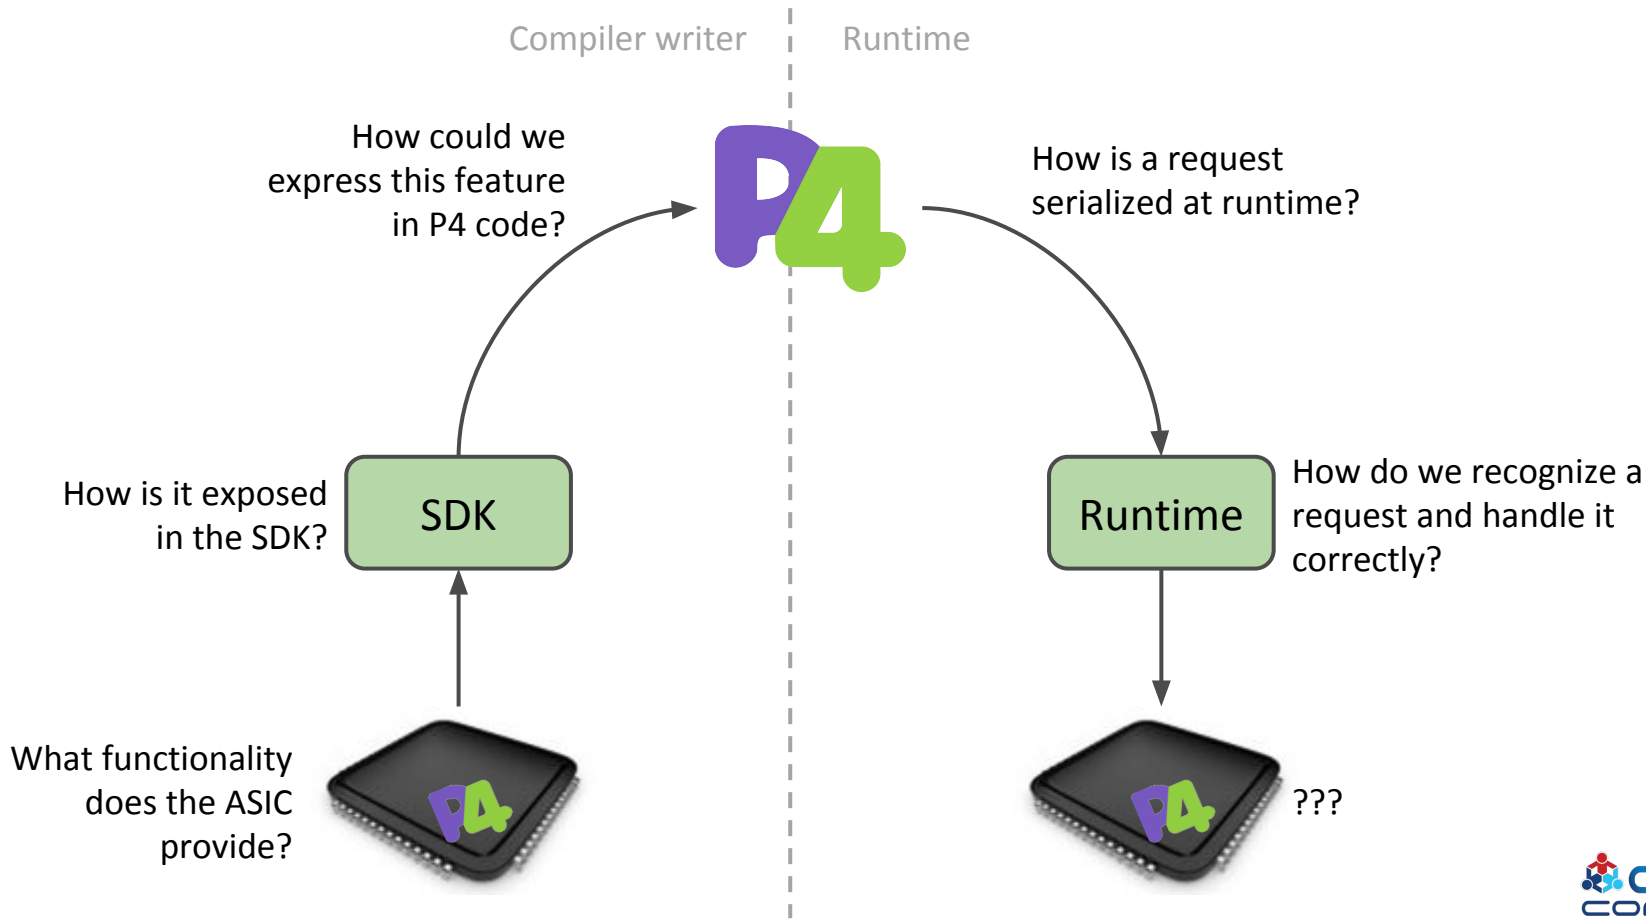 Compiler writer
Runtime
How could we
express this feature
in P4 code?
P4
How is a request
serialized at runtime?
How is it exposed
in the SDK?
SDK
Runtime
How do we recognize a
request and handle it
correctly?
What functionality
does the ASIC
provide?
P4
P4
???